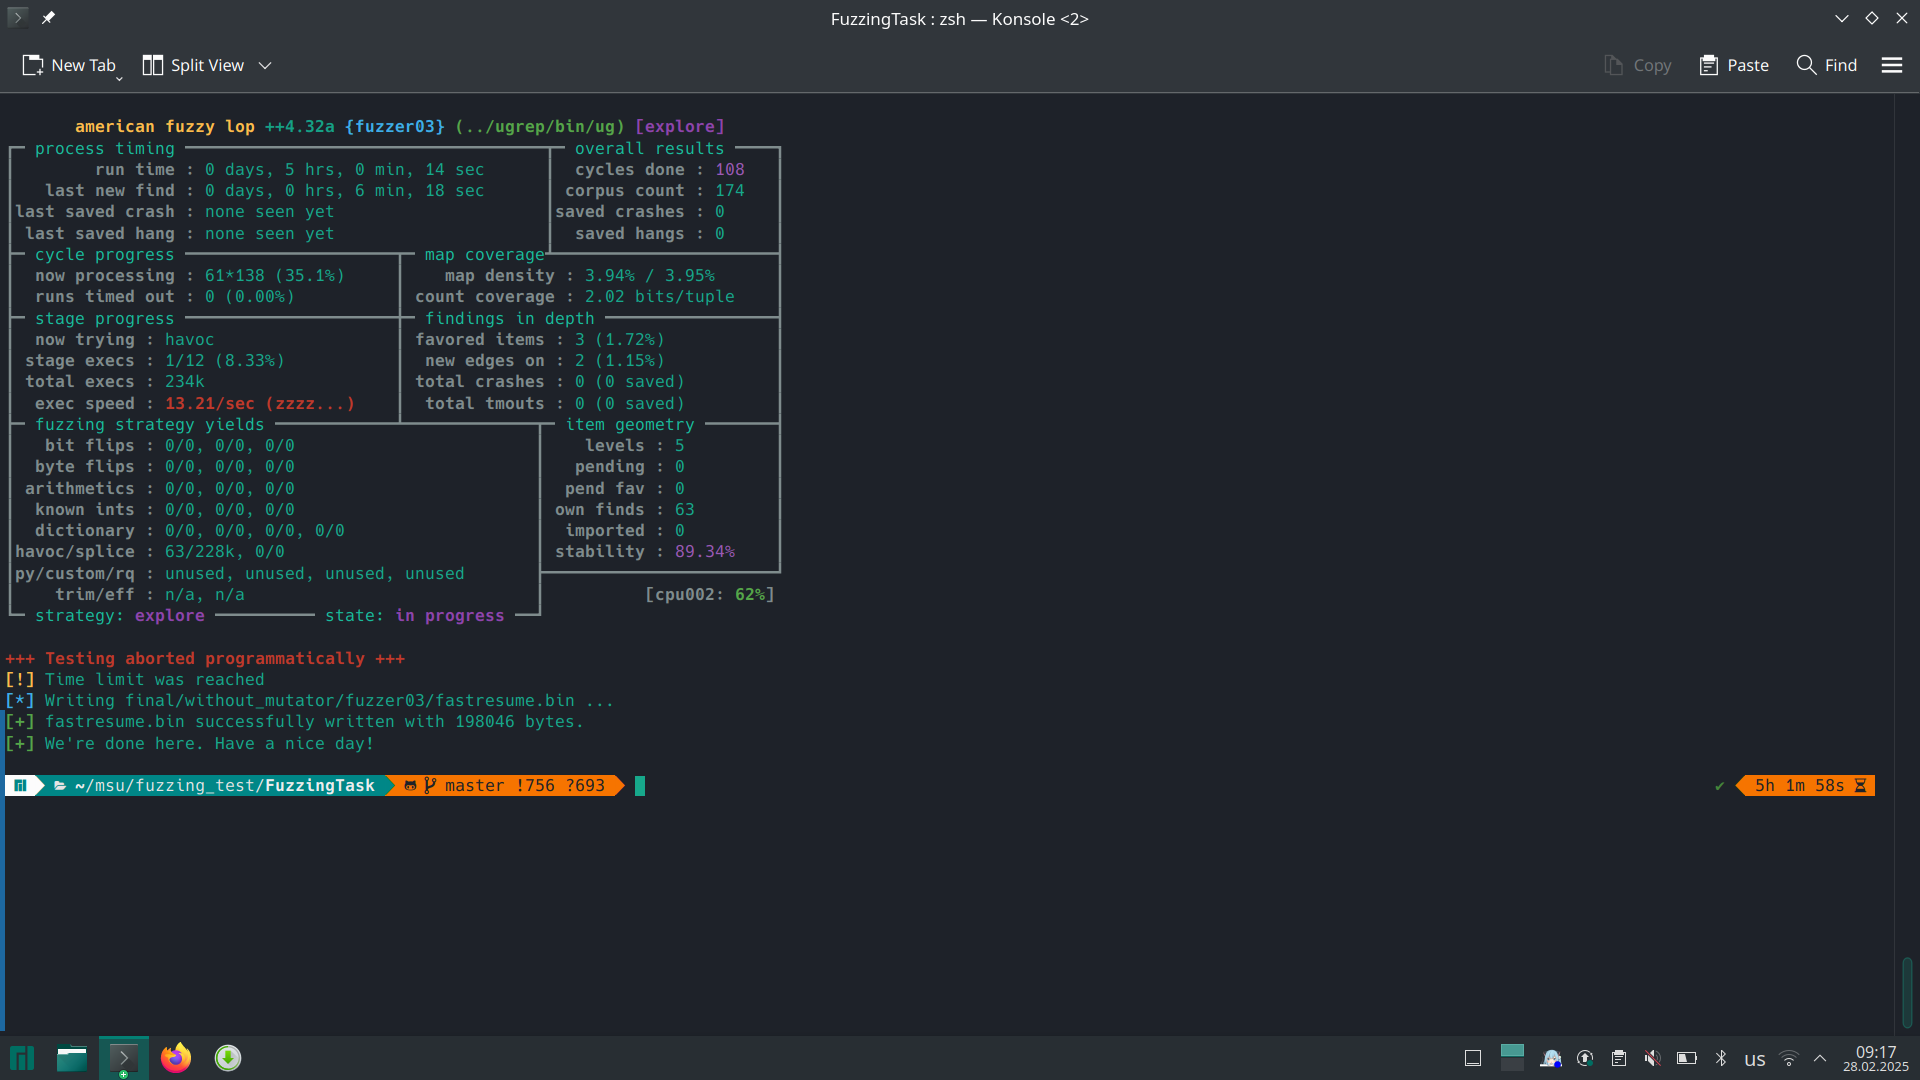 FuzzingTask : zsh — Konsole <2>
New Tab Split View Copy Paste Find
american fuzzy lop ++4.32a {fuzzer03} (../ugrep/bin/ug) [explore]
process timing overall results
run time : 0 days, 5 hrs, 0 min, 14 sec cycles done : 108
last new find : 0 days, 0 hrs, 6 min, 18 sec corpus count : 174
last saved crash : none seen yet saved crashes : 0
last saved hang : none seen yet saved hangs : 0
cycle progress map coverage
now processing : 61*138 (35.1%) map density : 3.94% / 3.95%
runs timed out : 0 (0.00%) count coverage : 2.02 bits/tuple
stage progress findings in depth
now trying : havoc favored items : 3 (1.72%)
stage execs : 1/12 (8.33%) new edges on : 2 (1.15%)
total execs : 234k total crashes : 0 (0 saved)
exec speed : 13.21/sec (zzzz...) total tmouts : 0 (0 saved)
fuzzing strategy yields item geometry
bit flips : 0/0, 0/0, 0/0 levels : 5
byte flips : 0/0, 0/0, 0/0 pending : 0
arithmetics : 0/0, 0/0, 0/0 pend fav : 0
known ints : 0/0, 0/0, 0/0 own finds : 63
dictionary : 0/0, 0/0, 0/0, 0/0 imported : 0
havoc/splice : 63/228k, 0/0 stability : 89.34%
py/custom/rq : unused, unused, unused, unused
trim/eff : n/a, n/a [cpu002: 62%]
strategy: explore state: in progress
+++ Testing aborted programmatically +++
[!] Time limit was reached
[*] Writing final/without_mutator/fuzzer03/fastresume.bin ...
[+] fastresume.bin successfully written with 198046 bytes.
[+] We're done here. Have a nice day!
~/msu/fuzzing_test/FuzzingTask master !756 ?693 ✔ 5h 1m 58s
us 09:17
28.02.2025